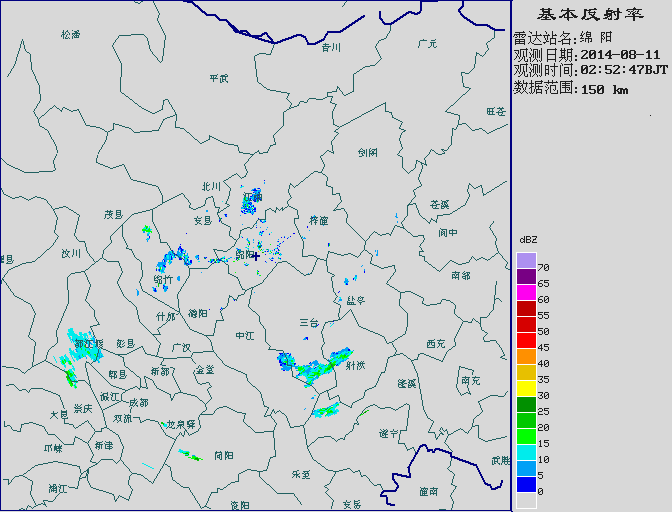 基本反射率
雷达站名:绵 阳
观测日期:2014-08-11
观测时间:02:52:47BJT
数据范围:150 km
松潘
青川
广元
平武
旺苍
剑阁
北川
江油
苍溪
茂县
安县
梓潼
阆中
汶川
绵阳
绵竹
南部
盐亭
什邡
德阳
三台
中江
都江堰
彭县
广汉
西充
郫县
新都
金堂
射洪
蓬溪
南充
温江
成都
大邑
崇庆
双流
龙泉驿
遂宁
邛崃
新津
简阳
武胜
乐至
蒲江
潼南
资阳
安岳
dBZ
70
65
60
55
50
45
40
35
30
25
20
15
10
5
0